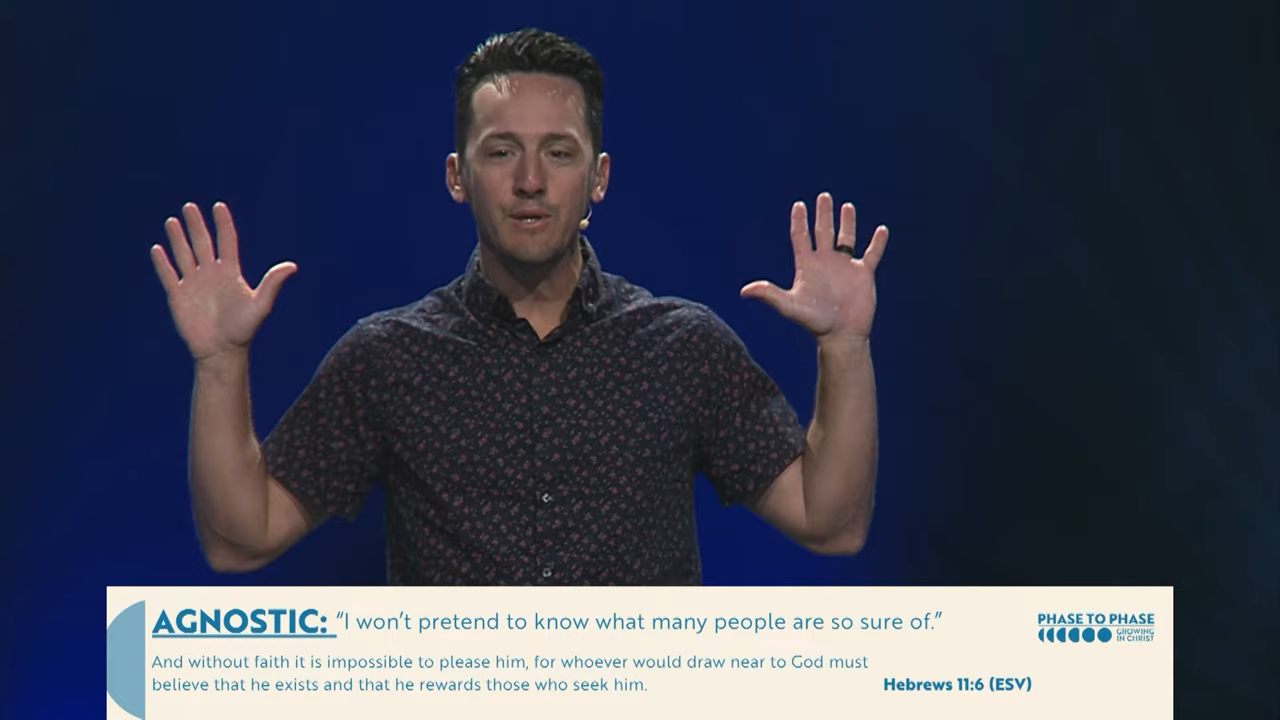 AGNOSTIC: “I won’t pretend to know what many people are so sure of.”
PHASE TO PHASE
GROWING
IN CHRIST
And without faith it is impossible to please him, for whoever would draw near to God must
believe that he exists and that he rewards those who seek him.
Hebrews 11:6 (ESV)